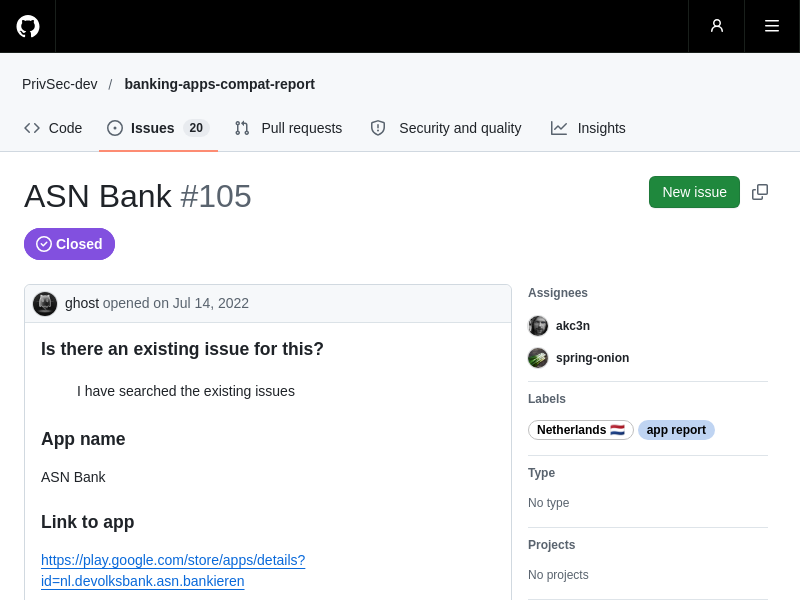 PrivSec-dev / banking-apps-compat-report
Code Issues 20 Pull requests Security and quality Insights
ASN Bank #105
New issue
Closed
ghost opened on Jul 14, 2022
Is there an existing issue for this?
I have searched the existing issues
App name
ASN Bank
Link to app
https://play.google.com/store/apps/details?
id=nl.devolksbank.asn.bankieren
Assignees
akc3n
spring-onion
Labels
Netherlands 🇳🇱 app report
Type
No type
Projects
No projects